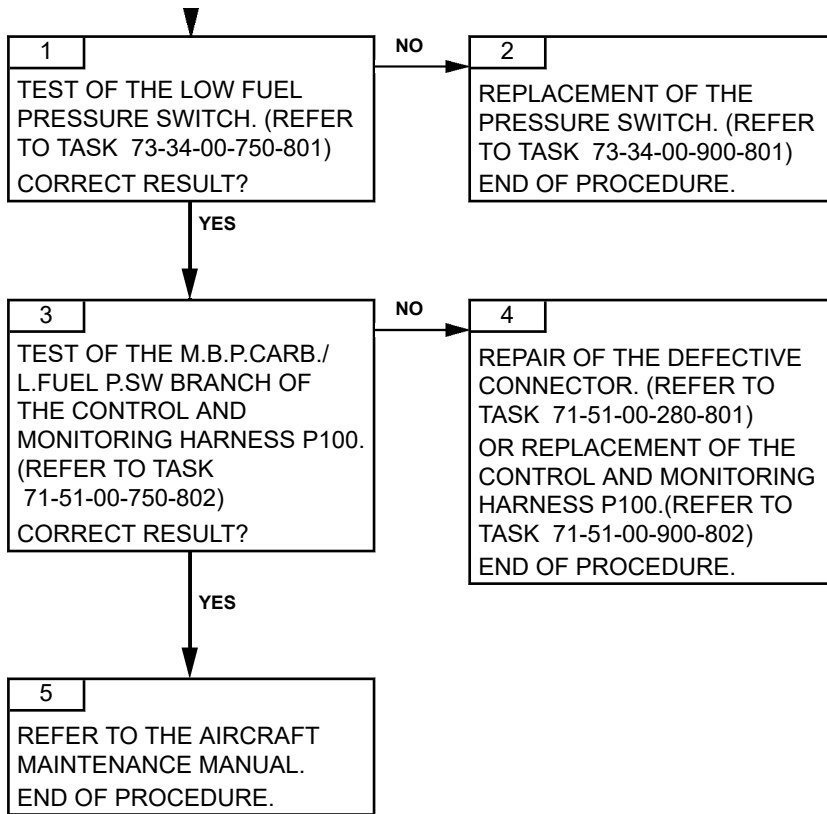 1
TEST OF THE LOW FUEL
PRESSURE SWITCH. (REFER
TO TASK  73-34-00-750-801)
CORRECT RESULT?
NO
2
REPLACEMENT OF THE
PRESSURE SWITCH. (REFER
TO TASK  73-34-00-900-801)
END OF PROCEDURE.
YES
3
TEST OF THE M.B.P.CARB./
L.FUEL P.SW BRANCH OF
THE CONTROL AND
MONITORING HARNESS P100.
(REFER TO TASK
71-51-00-750-802)
CORRECT RESULT?
NO
4
REPAIR OF THE DEFECTIVE
CONNECTOR. (REFER TO
TASK  71-51-00-280-801)
OR REPLACEMENT OF THE
CONTROL AND MONITORING
HARNESS P100.(REFER TO
TASK  71-51-00-900-802)
END OF PROCEDURE.
YES
5
REFER TO THE AIRCRAFT
MAINTENANCE MANUAL.
END OF PROCEDURE.